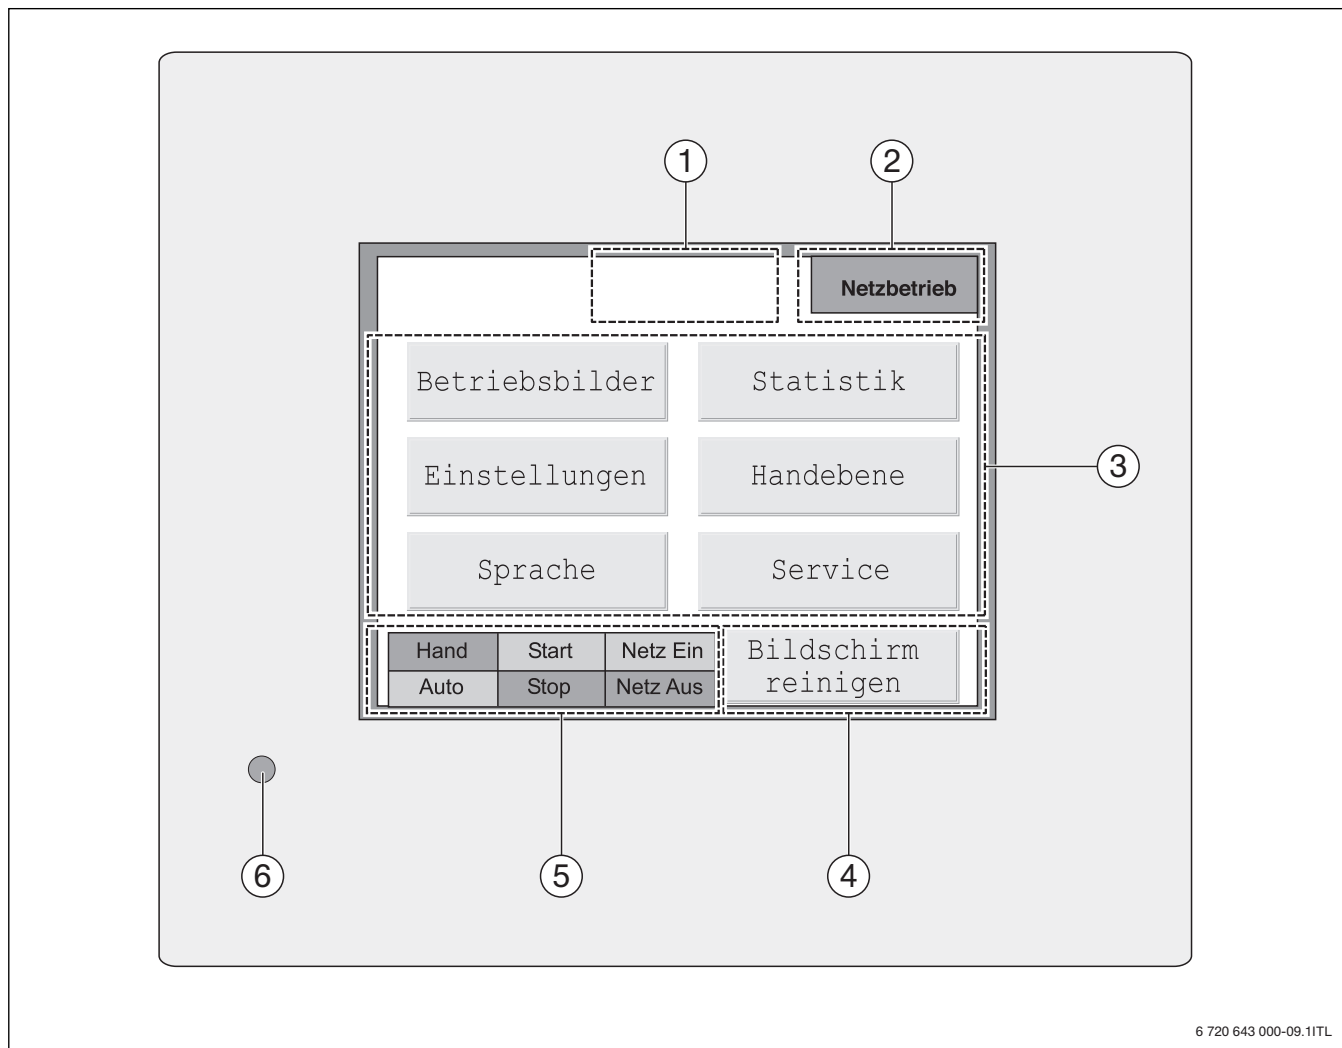 1 2
Netzbetrieb
Betriebsbilder Statistik
Einstellungen Handebene
3
Sprache Service
Hand Start Netz Ein
Auto Stop Netz Aus
Bildschirm
reinigen
6 5 4
6 720 643 000-09.1ITL